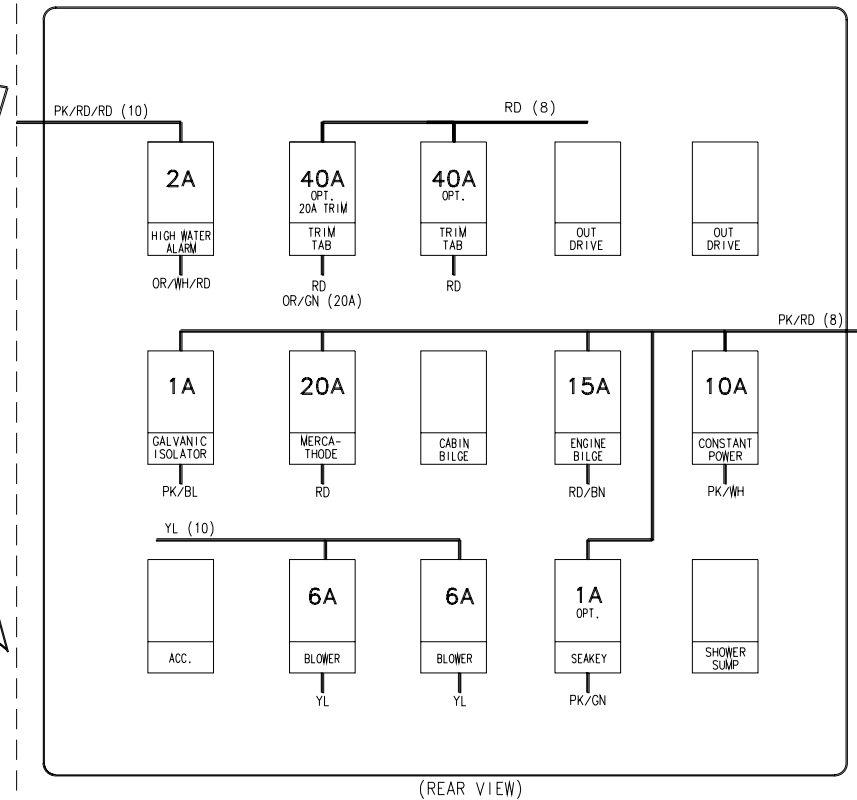 PK/RD/RD (10)
RD (8)
2A
HIGH WATER
ALARM
OR/WH/RD
40A
OPT.
20A TRIM
TRIM
TAB
RD
OR/GN (20A)
40A
OPT.
TRIM
TAB
RD
OUT
DRIVE
OUT
DRIVE
PK/RD (8)
1A
GALVANIC
ISOLATOR
PK/BL
20A
MERCA-
THODE
RD
CABIN
BILGE
15A
ENGINE
BILGE
RD/BN
10A
CONSTANT
POWER
PK/WH
YL (10)
ACC.
6A
BLOWER
YL
6A
BLOWER
YL
1A
OPT.
SEAKEY
PK/GN
SHOWER
SUMP
(REAR VIEW)